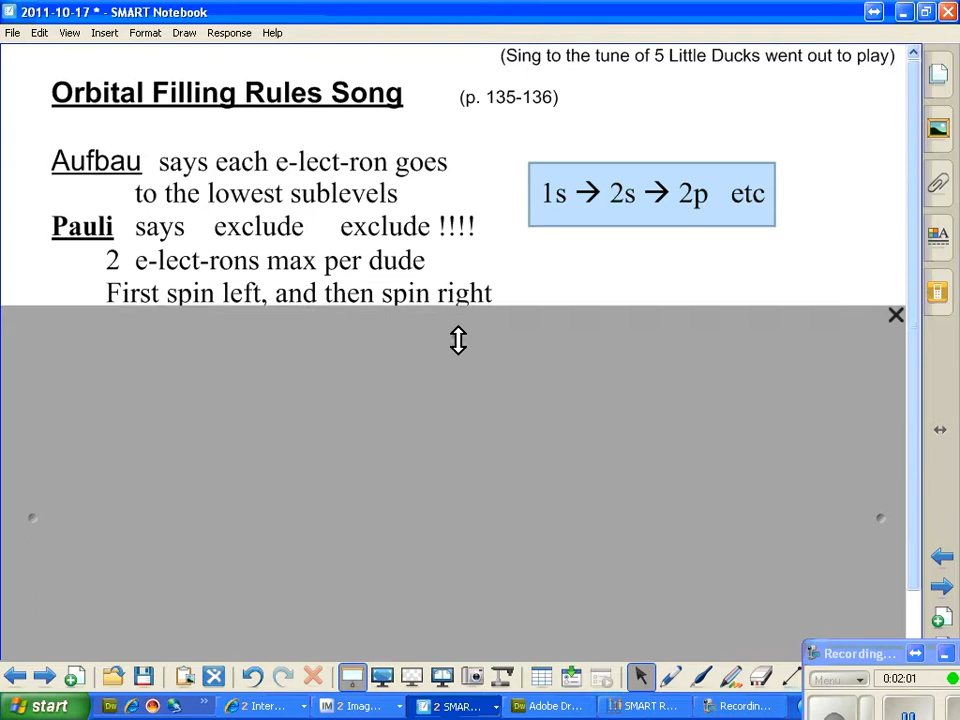 2011-10-17 * - SMART Notebook
File Edit View Insert Format Draw Response Help
(Sing to the tune of 5 Little Ducks went out to play)
Orbital Filling Rules Song (p. 135-136)
Aufbau says each e-lect-ron goes
to the lowest sublevels
1s → 2s → 2p etc
Pauli says exclude exclude !!!!
2 e-lect-rons max per dude
First spin left, and then spin right
Recording...
Menu 0:02:01
start 2 Inter... 2 Imag... 2 SMAR... Adobe Dr... SMART R... Recordin...